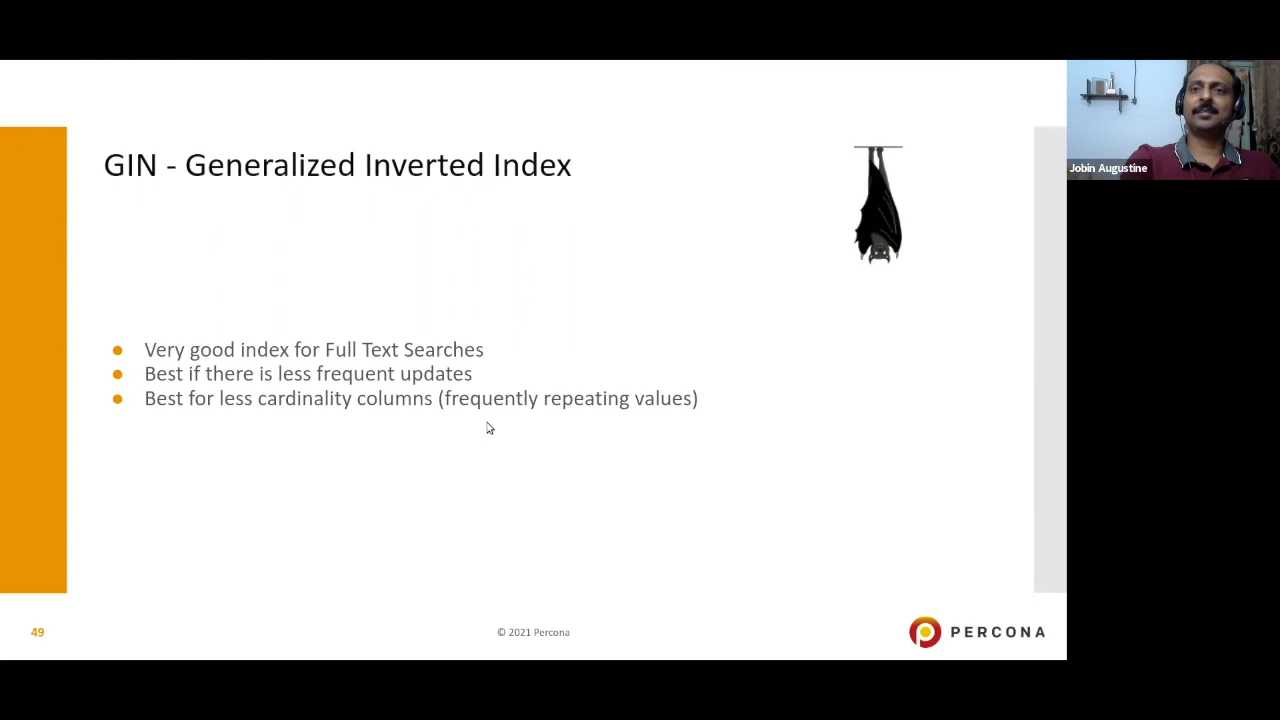 GIN - Generalized Inverted Index
Jobin Augustine
● Very good index for Full Text Searches
● Best if there is less frequent updates
● Best for less cardinality columns (frequently repeating values)
49
© 2021 Percona
PERCONA